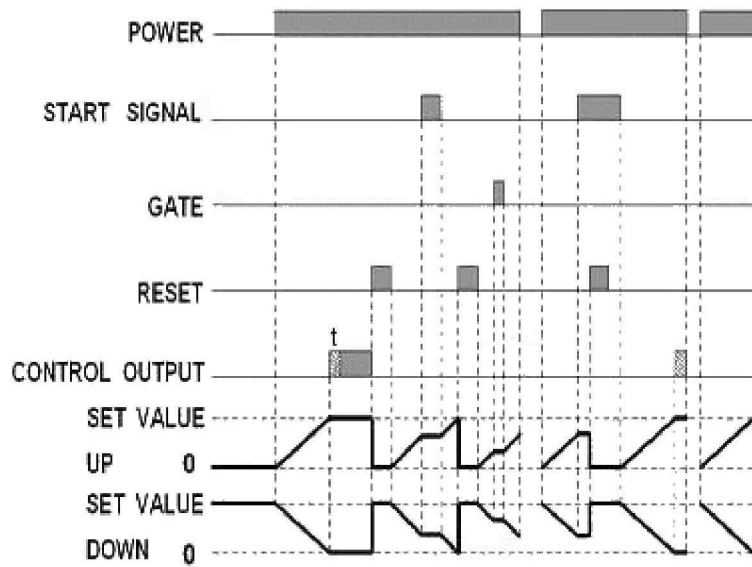 POWER
START SIGNAL
GATE
RESET
t
CONTROL OUTPUT
SET VALUE
UP 0
SET VALUE
DOWN 0